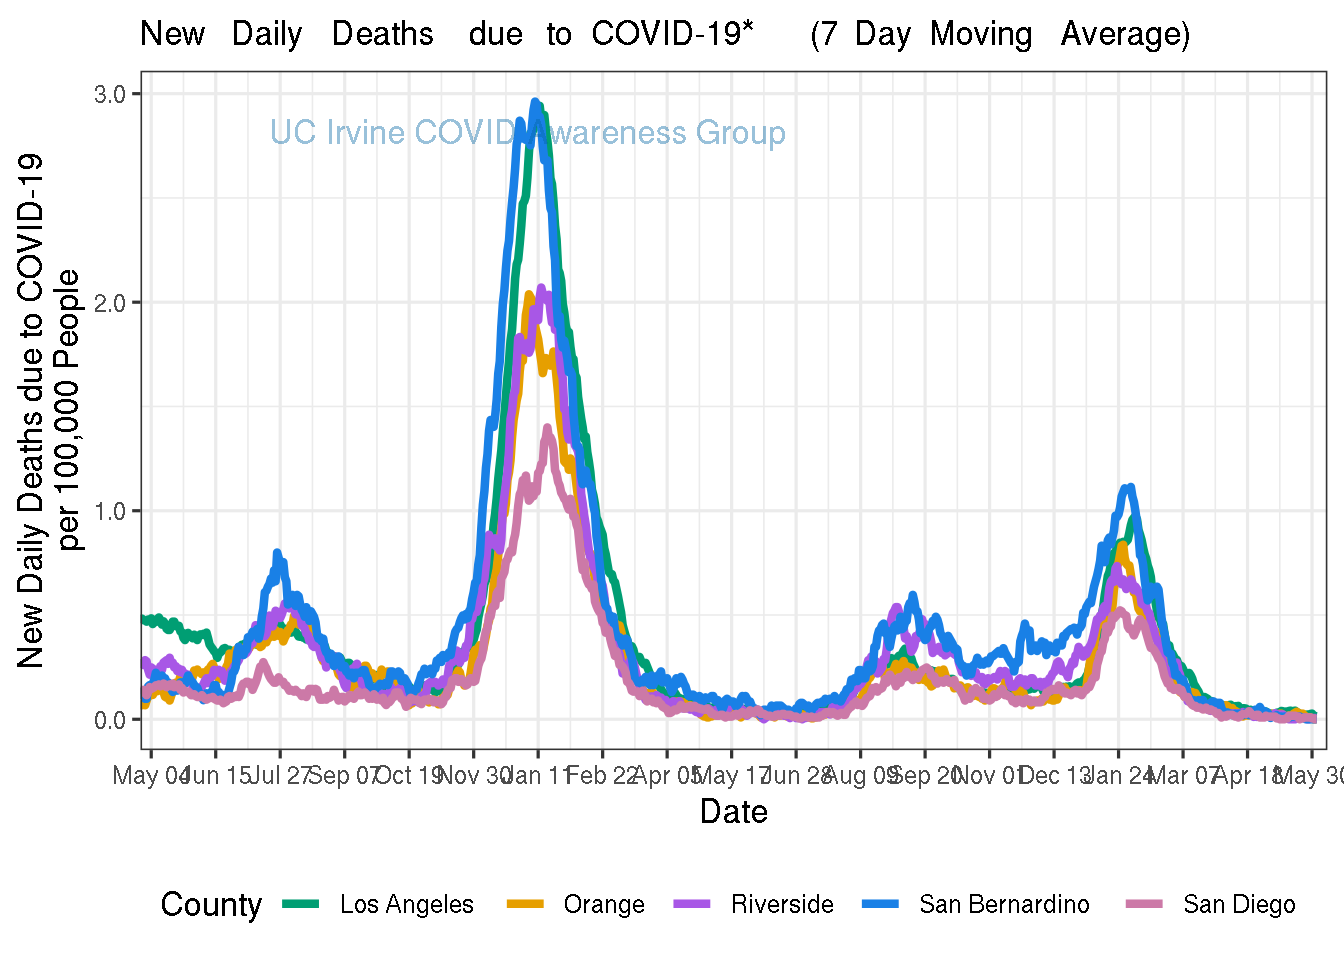 New Daily Deaths due to COVID-19* (7 Day Moving Average)
UC Irvine COVID Awareness Group
New Daily Deaths due to COVID-19
per 100,000 People
3.0
2.0
1.0
0.0
May 04 Jun 15 Jul 27 Sep 07 Oct 19 Nov 30 Jan 11 Feb 22 Apr 05 May 17 Jun 28 Aug 09 Sep 20 Nov 01 Dec 13 Jan 24 Mar 07 Apr 18 May 30
Date
County Los Angeles Orange Riverside San Bernardino San Diego